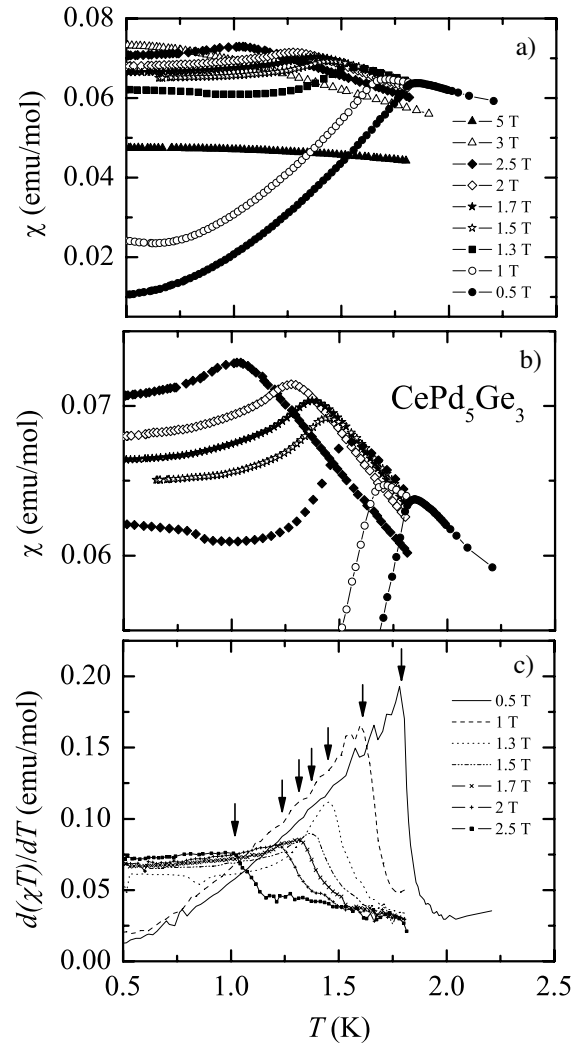 0.08
a)
0.06
0.04
0.02
χ (emu/mol)
5 T
3 T
2.5 T
2 T
1.7 T
1.5 T
1.3 T
1 T
0.5 T
b)
CePd₅Ge₃
0.07
0.06
χ (emu/mol)
c)
0.20
0.15
0.10
0.05
0.00
d(χT)/dT (emu/mol)
0.5 T
1 T
1.3 T
1.5 T
1.7 T
2 T
2.5 T
0.5 1.0 1.5 2.0 2.5
T (K)